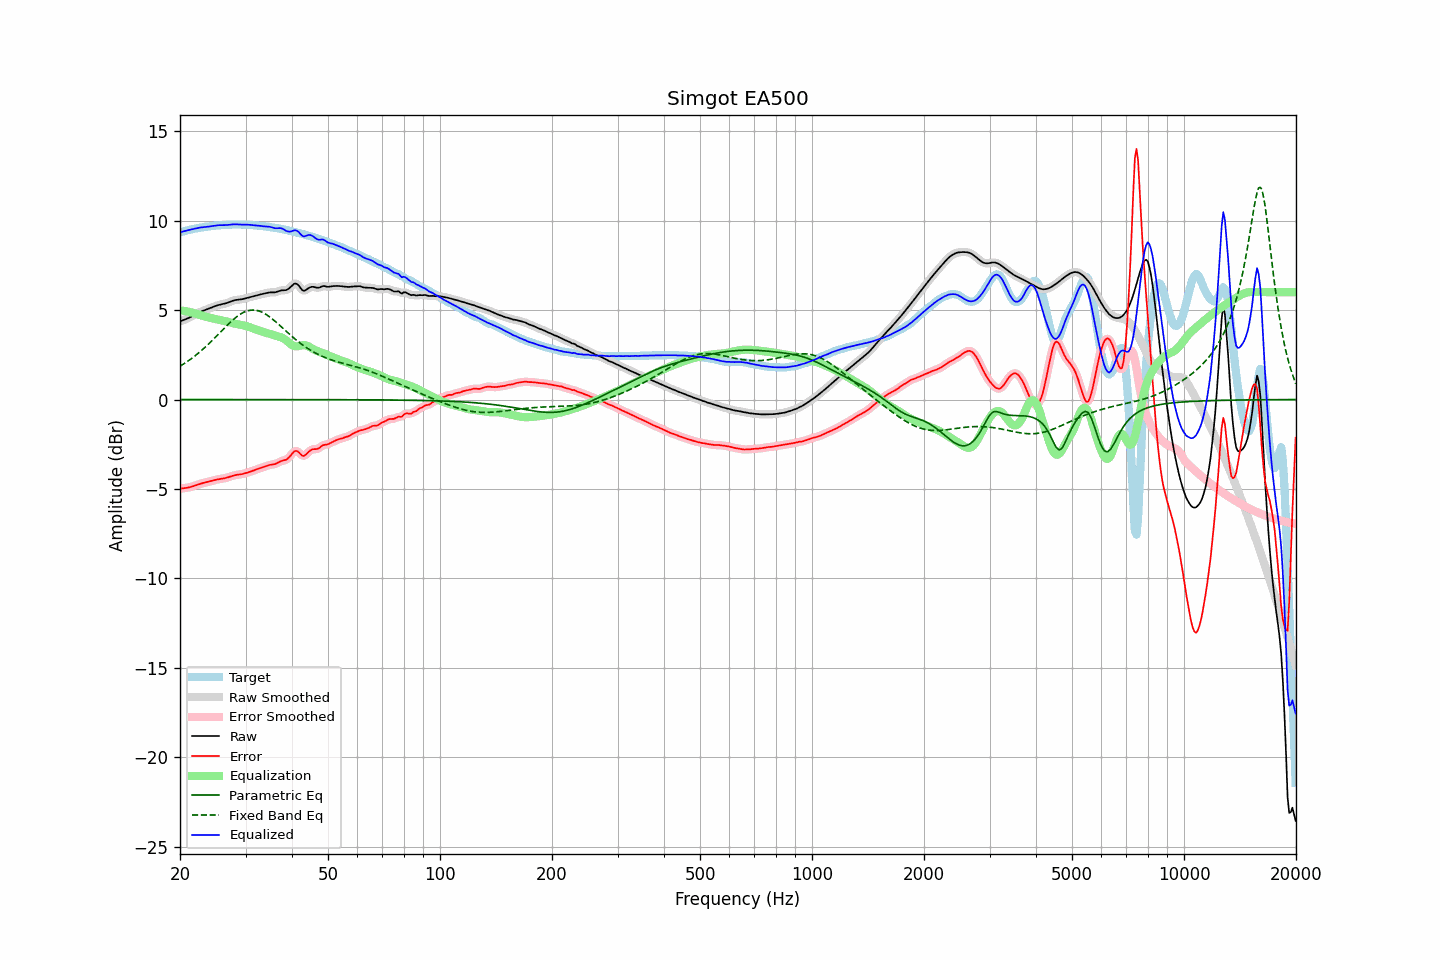 Simgot EA500
15
10
5
0
−5
−10
−15
−20
−25
Amplitude (dBr)
Target
Raw Smoothed
Error Smoothed
Raw
Error
Equalization
Parametric Eq
Fixed Band Eq
Equalized
20 50 100 200 500 1000 2000 5000 10000 20000
Frequency (Hz)